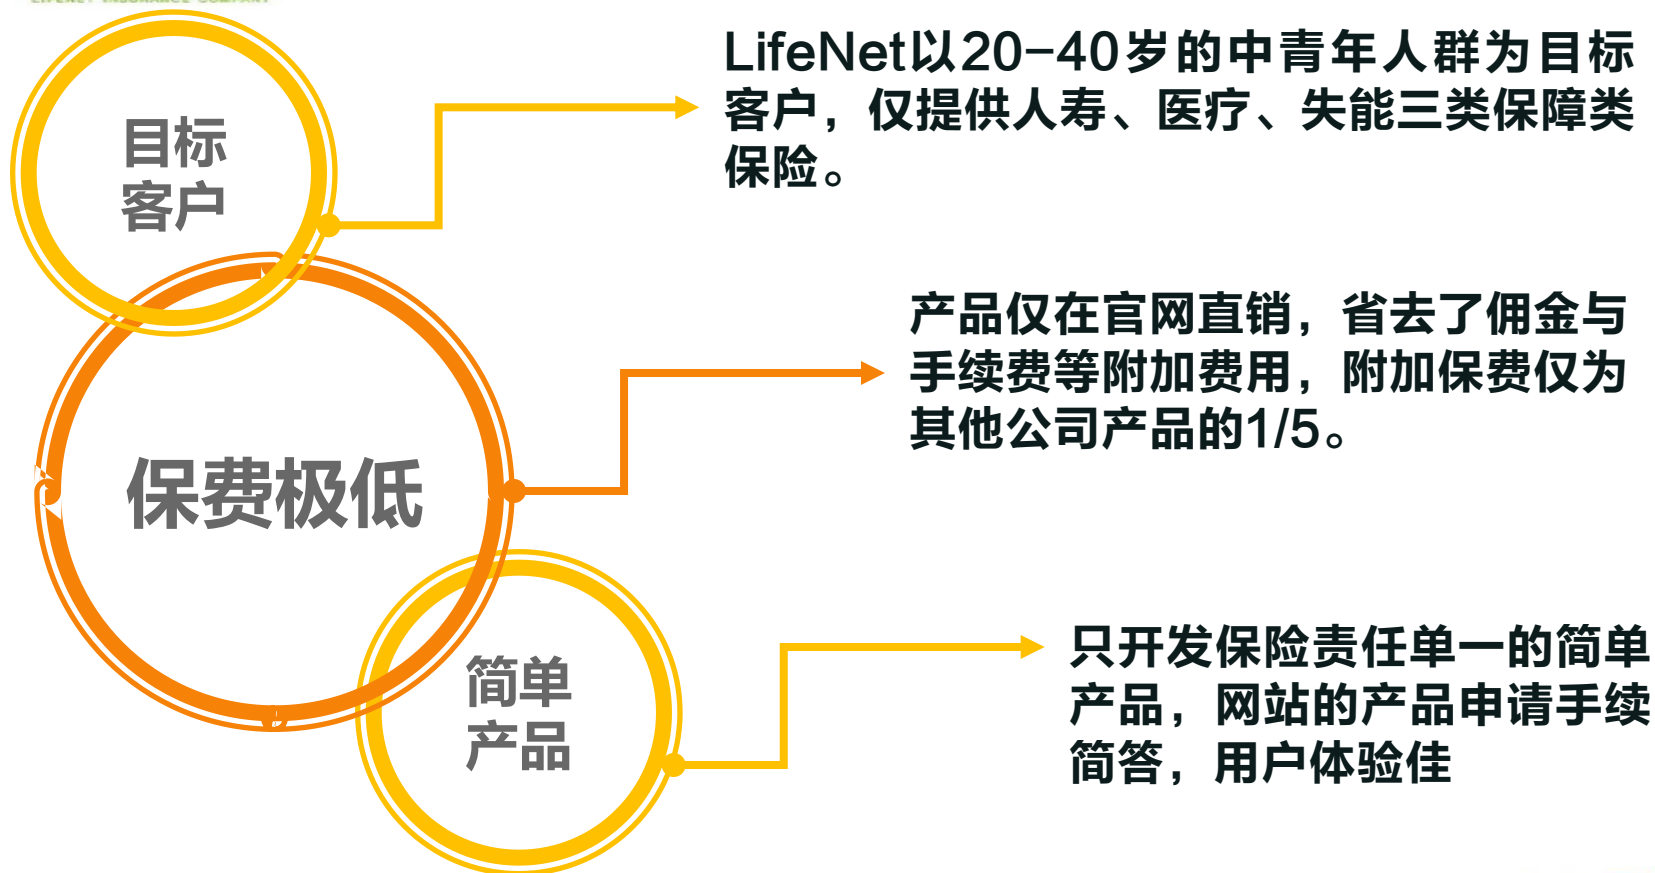 LIFENET INSURANCE COMPANY
目标
客户
LifeNet以20-40岁的中青年人群为目标
客户，仅提供人寿、医疗、失能三类保障类
保险。
保费极低
产品仅在官网直销，省去了佣金与
手续费等附加费用，附加保费仅为
其他公司产品的1/5。
简单
产品
只开发保险责任单一的简单
产品，网站的产品申请手续
简答，用户体验佳